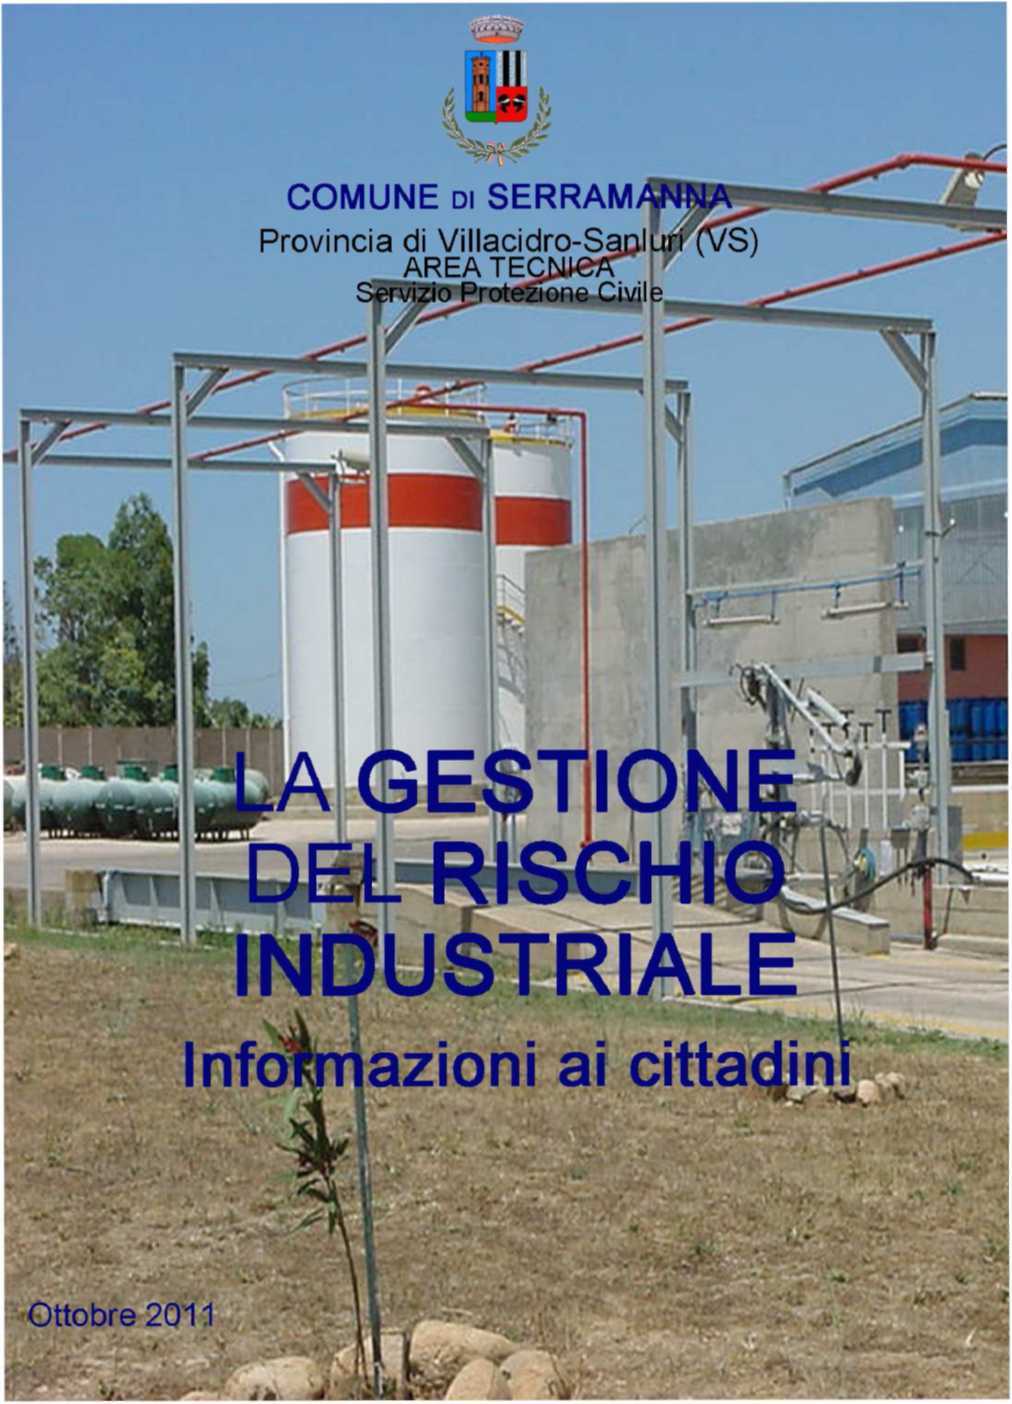 COMUNE DI SERRAMANNA
Provincia di Villacidro-Sanluri (VS)
AREA TECNICA
Servizio Protezione Civile
LA GESTIONE
DEL RISCHIO
INDUSTRIALE
Informazioni ai cittadini
Ottobre 2011